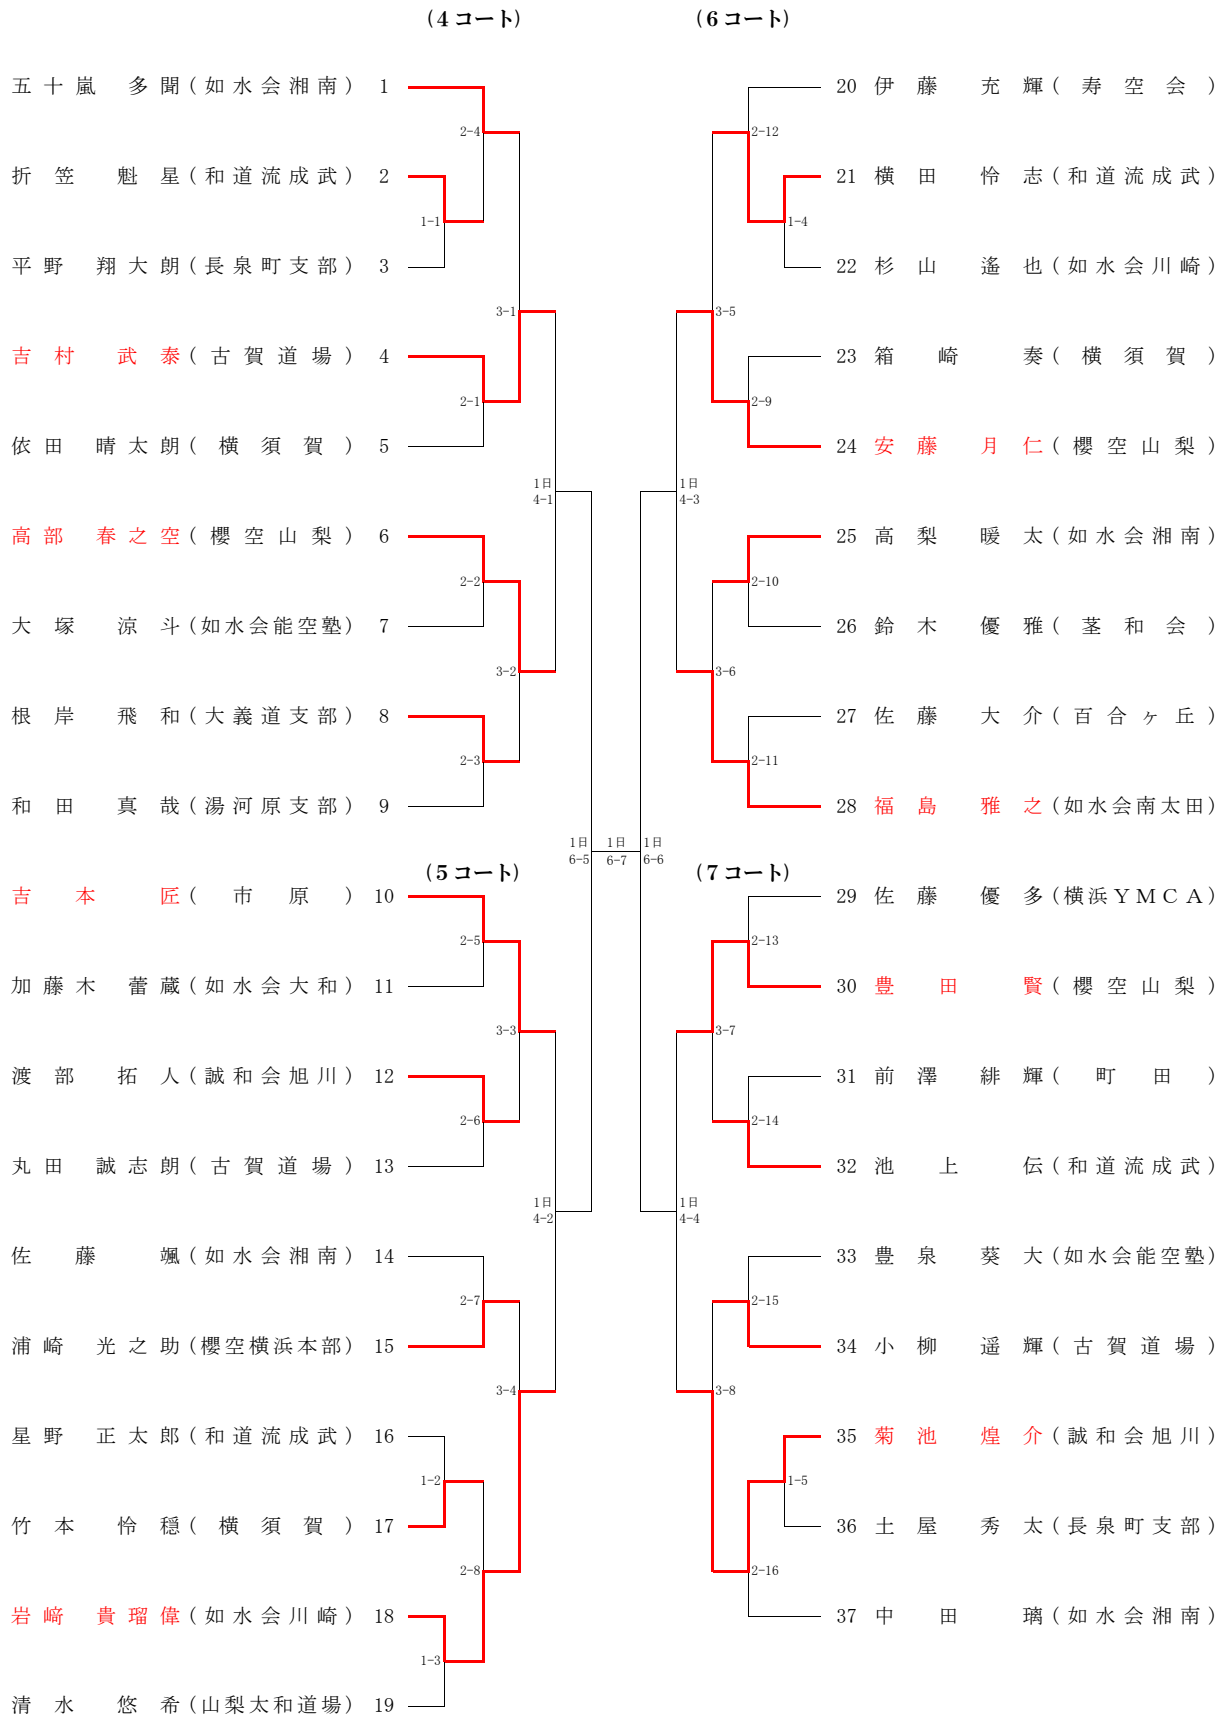 (4コート)
五十嵐 多聞(如水会湘南) 1
2-4
折笠 魁星(和道流成武) 2
1-1
平野 翔大朗(長泉町支部) 3
3-1
吉村 武泰(古賀道場) 4
2-1
依田 晴太朗(横須賀) 5
1日
4-1
高部 春之空(櫻空山梨) 6
2-2
大塚 涼斗(如水会能空塾) 7
3-2
根岸 飛和(大義道支部) 8
2-3
和田 真哉(湯河原支部) 9
1日
6-5
(5コート)
吉本 匠(市原) 10
2-5
加藤木 蕾蔵(如水会大和) 11
3-3
渡部 拓人(誠和会旭川) 12
2-6
丸田 誠志朗(古賀道場) 13
1日
4-2
佐藤 颯(如水会湘南) 14
2-7
浦崎 光之助(櫻空横浜本部) 15
3-4
星野 正太郎(和道流成武) 16
1-2
竹本 怜穏(横須賀) 17
2-8
岩﨑 貴瑠偉(如水会川崎) 18
1-3
清水 悠希(山梨太和道場) 19
1日
6-7
(6コート)
20 伊藤 充輝(寿空会)
2-12
21 横田 怜志(和道流成武)
1-4
22 杉山 遙也(如水会川崎)
3-5
23 箱崎 奏(横須賀)
2-9
24 安藤 月仁(櫻空山梨)
1日
4-3
25 高梨 暖太(如水会湘南)
2-10
26 鈴木 優雅(茎和会)
3-6
27 佐藤 大介(百合ヶ丘)
2-11
28 福島 雅之(如水会南太田)
1日
6-6
(7コート)
29 佐藤 優多(横浜YMCA)
2-13
30 豊田 賢(櫻空山梨)
3-7
31 前澤 緋輝(町田)
2-14
32 池上 伝(和道流成武)
1日
4-4
33 豊泉 葵大(如水会能空塾)
2-15
34 小柳 遥輝(古賀道場)
3-8
35 菊池 煌介(誠和会旭川)
1-5
36 土屋 秀太(長泉町支部)
2-16
37 中田 璃(如水会湘南)